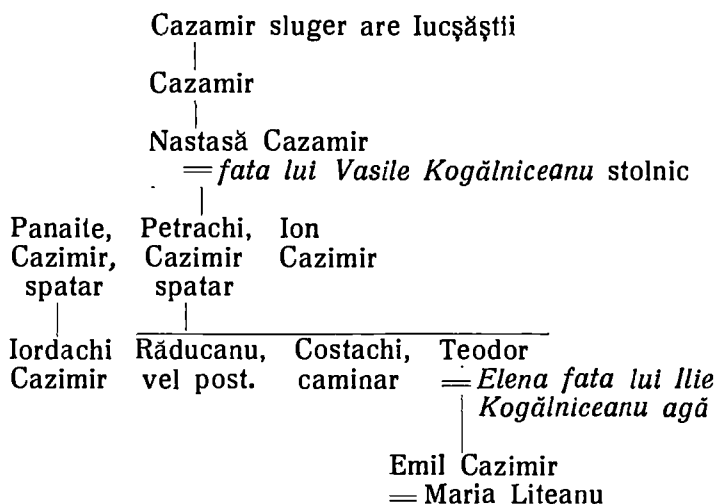 Cazamir sluger are Iucşăştii
Cazamir
Nastasă Cazamir
= fata lui Vasile Kogălniceanu stolnic
Panaite, Petrachi, Ion
Cazimir, Cazimir Cazimir
spatar spatar
Iordachi Răducanu, Costachi, Teodor
Cazimir vel post. caminar = Elena fata lui Ilie
Kogălniceanu agă
Emil Cazimir
= Maria Liteanu